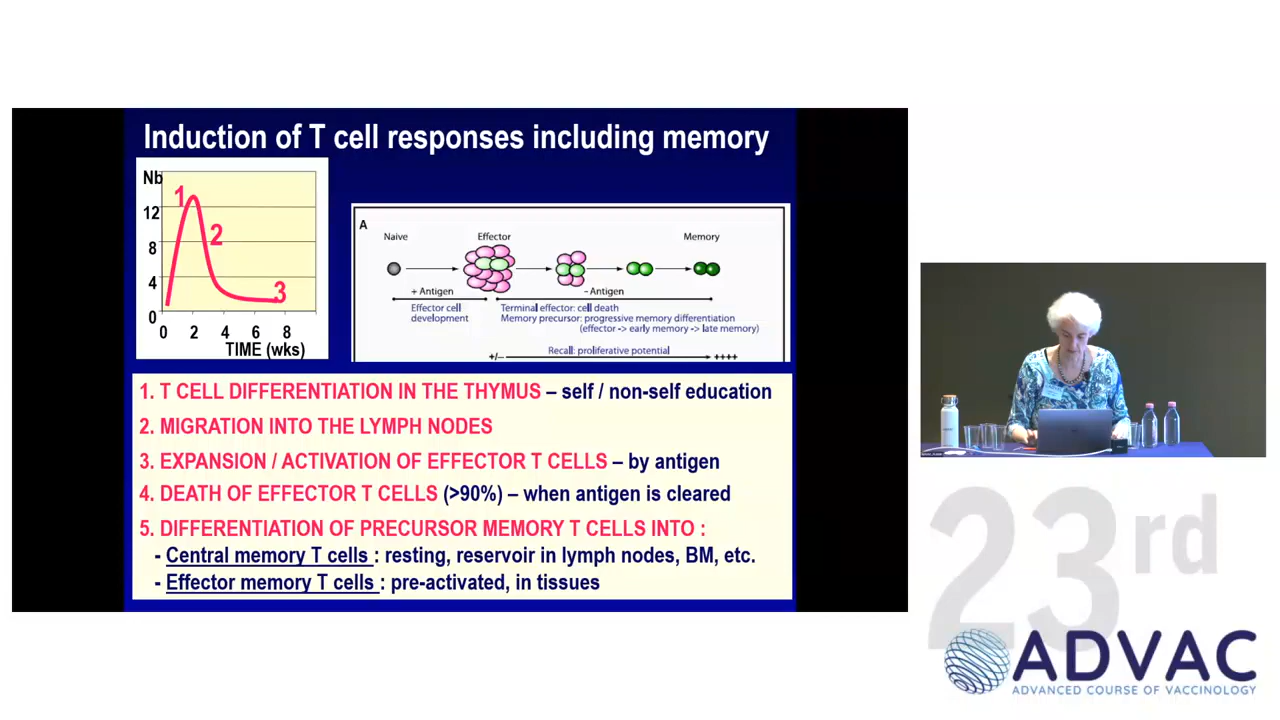 Induction of T cell responses including memory
Nb
12
8
4
0
0 2 4 6 8
TIME (wks)
1
2
3
A
Naive Effector Memory
+ Antigen - Antigen
Effector cell
development
Terminal effector: cell death
Memory precursor: progressive memory differentiation
(effector -> early memory -> late memory)
+/– Recall: proliferative potential ++++
1. T CELL DIFFERENTIATION IN THE THYMUS – self / non-self education
2. MIGRATION INTO THE LYMPH NODES
3. EXPANSION / ACTIVATION OF EFFECTOR T CELLS – by antigen
4. DEATH OF EFFECTOR T CELLS (>90%) – when antigen is cleared
5. DIFFERENTIATION OF PRECURSOR MEMORY T CELLS INTO :
- Central memory T cells : resting, reservoir in lymph nodes, BM, etc.
- Effector memory T cells : pre-activated, in tissues
23rd
ADVAC
ADVANCED COURSE OF VACCINOLOGY